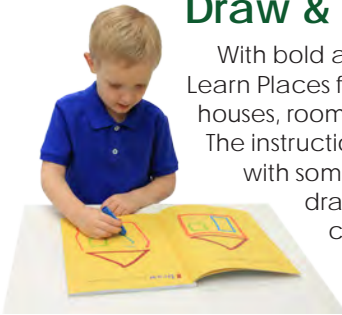 Draw &
With bold a
Learn Places f
houses, room
The instructio
with som
dra
c